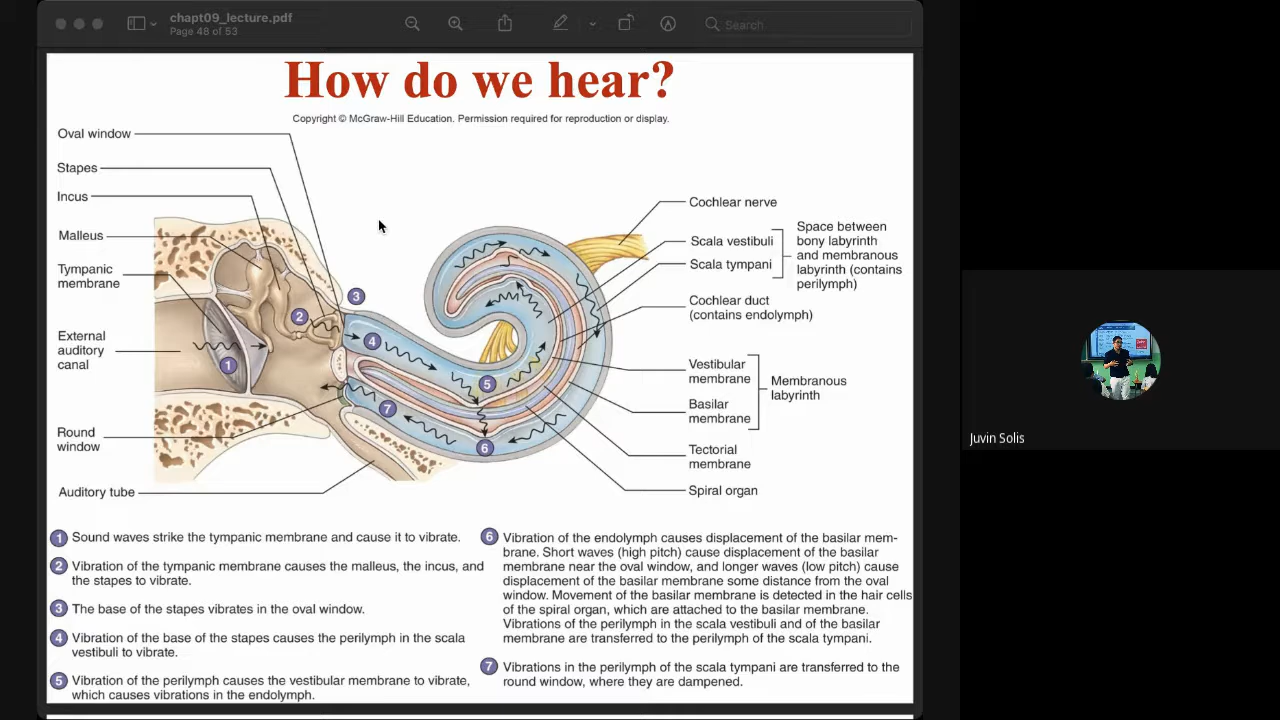 chapt09_lecture.pdf
Page 48 of 53
Search
How do we hear?
Copyright © McGraw-Hill Education. Permission required for reproduction or display.
Oval window
Stapes
Incus
Malleus
Tympanic
membrane
External
auditory
canal
Round
window
Auditory tube
3
2
4
1
5
7
6
Cochlear nerve
Scala vestibuli
Scala tympani
Space between
bony labyrinth
and membranous
labyrinth (contains
perilymph)
Cochlear duct
(contains endolymph)
Vestibular
membrane
Basilar
membrane
Membranous
labyrinth
Tectorial
membrane
Spiral organ
1 Sound waves strike the tympanic membrane and cause it to vibrate.
2 Vibration of the tympanic membrane causes the malleus, the incus, and
the stapes to vibrate.
3 The base of the stapes vibrates in the oval window.
4 Vibration of the base of the stapes causes the perilymph in the scala
vestibuli to vibrate.
5 Vibration of the perilymph causes the vestibular membrane to vibrate,
which causes vibrations in the endolymph.
6 Vibration of the endolymph causes displacement of the basilar mem-
brane. Short waves (high pitch) cause displacement of the basilar
membrane near the oval window, and longer waves (low pitch) cause
displacement of the basilar membrane some distance from the oval
window. Movement of the basilar membrane is detected in the hair cells
of the spiral organ, which are attached to the basilar membrane.
Vibrations of the perilymph in the scala vestibuli and of the basilar
membrane are transferred to the perilymph of the scala tympani.
7 Vibrations in the perilymph of the scala tympani are transferred to the
round window, where they are dampened.
Juvin Solis